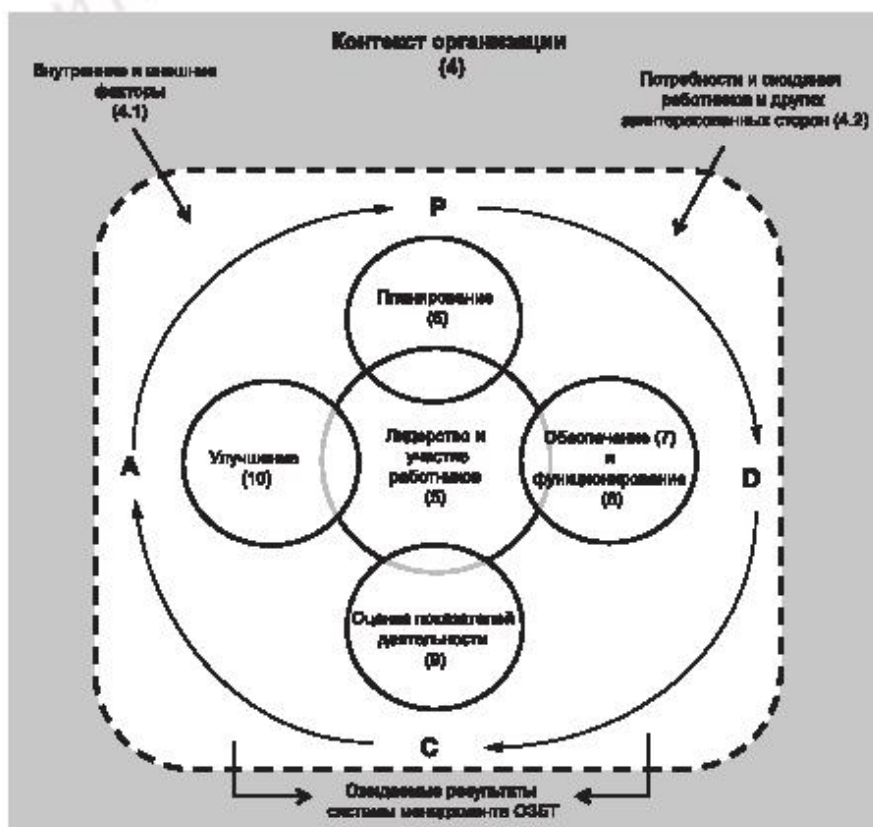 Контекст организации
(4)
Внутренние и внешние
факторы
(4.1)
Потребности и ожидания
работников и других
заинтересованных сторон (4.2)
P
Планирование
(6)
Лидерство и
участие
работников
(5)
Обеспечение (7)
и
функционирование
(8)
Улучшение
(10)
A
D
Оценка показателей
деятельности
(9)
C
Ожидаемые результаты
системы менеджмента ОЗБТ